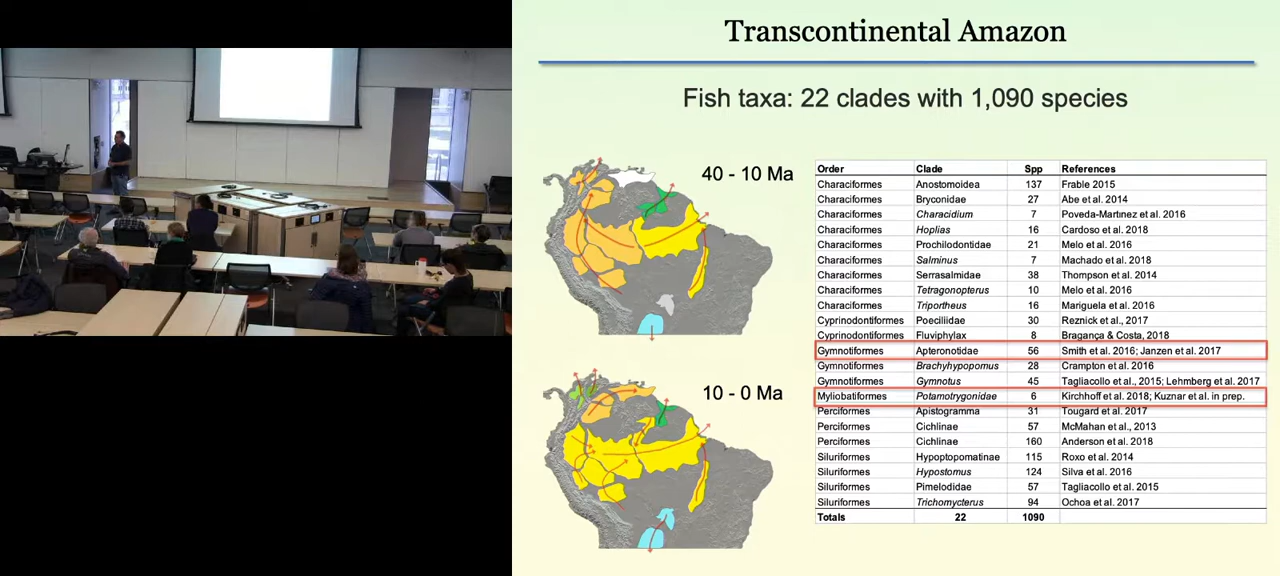 Transcontinental Amazon
Fish taxa: 22 clades with 1,090 species
40 - 10 Ma
10 - 0 Ma
Order Clade Spp References
Characiformes Anostomoidea 137 Frable 2015
Characiformes Bryconidae 27 Abe et al. 2014
Characiformes Characidium 7 Poveda-Martinez et al. 2016
Characiformes Hoplias 16 Cardoso et al. 2018
Characiformes Prochilodontidae 21 Melo et al. 2016
Characiformes Salminus 7 Machado et al. 2018
Characiformes Serrasalmidae 38 Thompson et al. 2014
Characiformes Tetragonopterus 10 Melo et al. 2016
Characiformes Triportheus 16 Mariguela et al. 2016
Cyprinodontiformes Poeciliidae 30 Reznick et al., 2017
Cyprinodontiformes Fluviphylax 8 Bragança & Costa, 2018
Gymnotiformes Apteronotidae 56 Smith et al. 2016; Janzen et al. 2017
Gymnotiformes Brachyhypopomus 28 Crampton et al. 2016
Gymnotiformes Gymnotus 45 Tagliacollo et al., 2015; Lehmberg et al. 2017
Myliobatiformes Potamotrygonidae 6 Kirchhoff et al. 2018; Kuznar et al. in prep.
Perciformes Apistogramma 31 Tougard et al. 2017
Perciformes Cichlinae 57 McMahan et al., 2013
Perciformes Cichlinae 160 Anderson et al. 2018
Siluriformes Hypoptopomatinae 115 Roxo et al. 2014
Siluriformes Hypostomus 124 Silva et al. 2016
Siluriformes Pimelodidae 57 Tagliacollo et al. 2015
Siluriformes Trichomycterus 94 Ochoa et al. 2017
Totals 22 1090